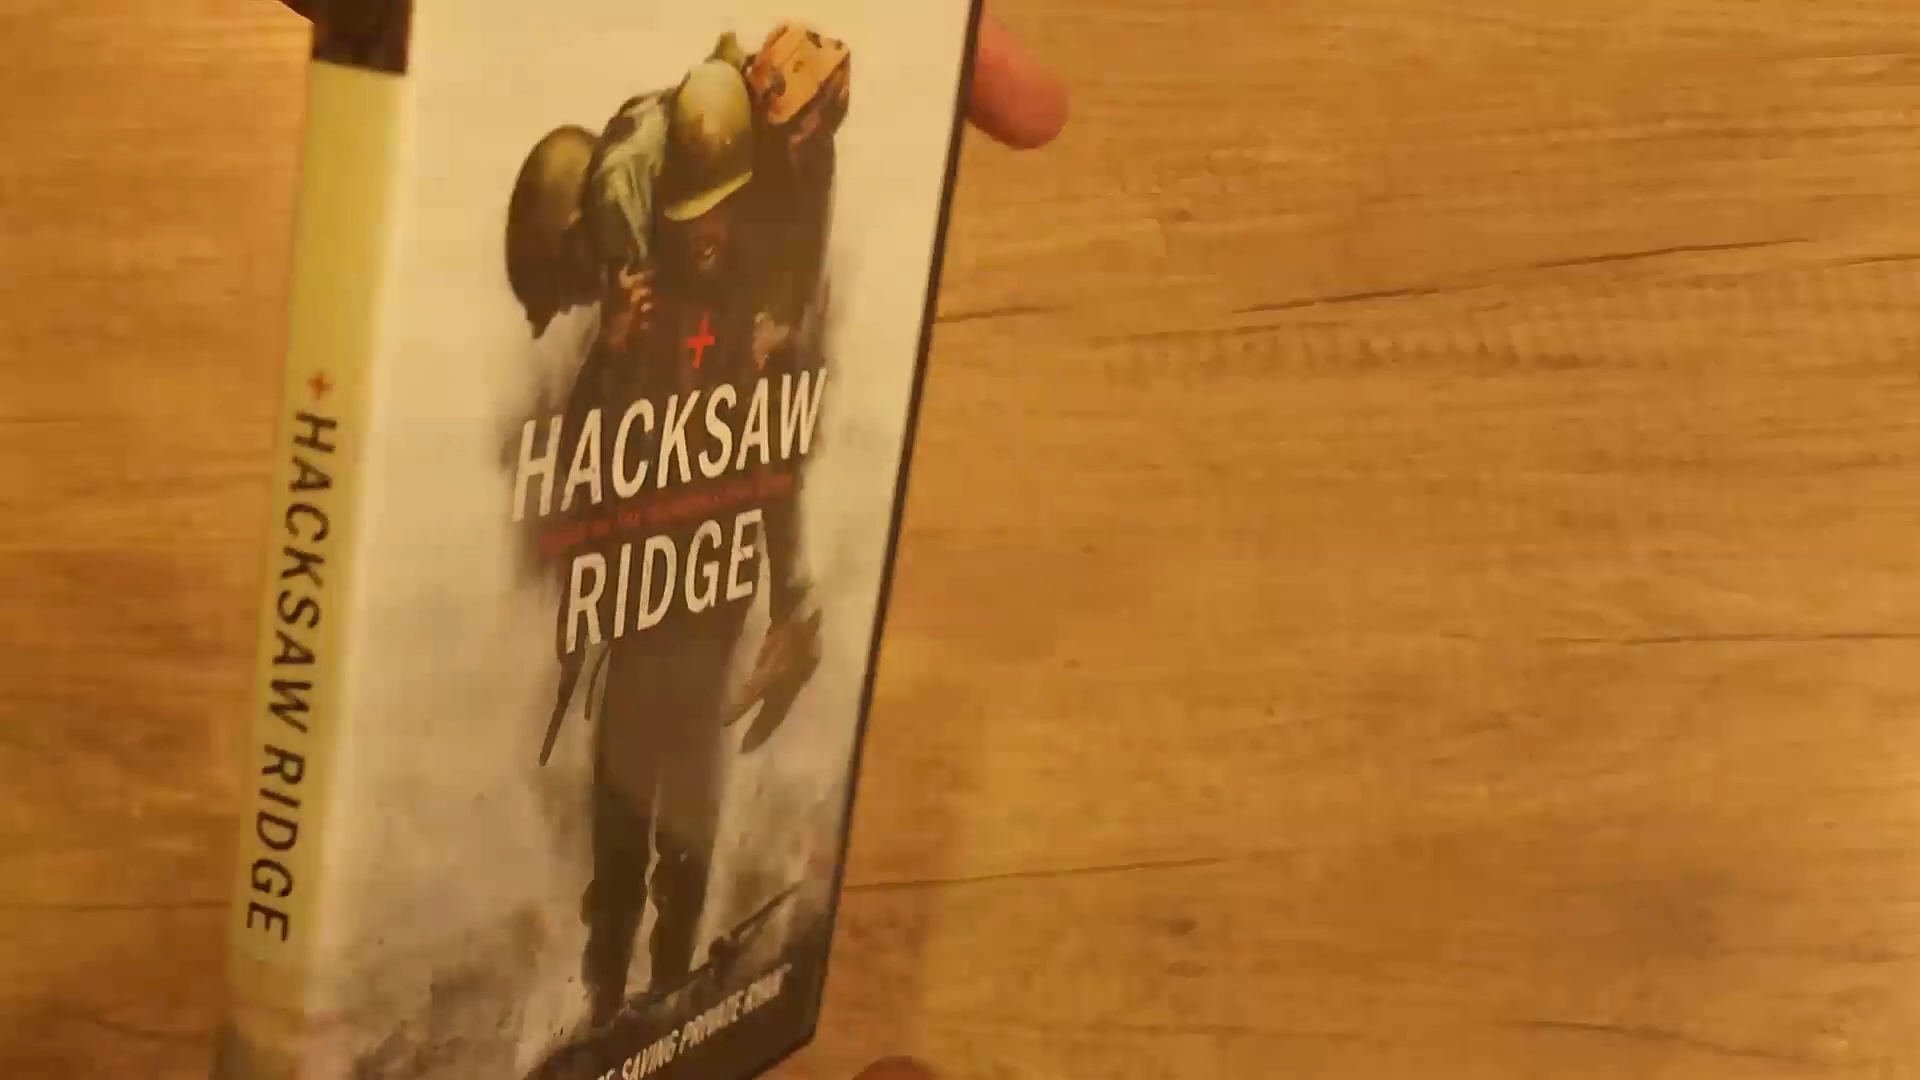 HACKSAW
RIDGE
SAVING PRIVATE RYAN"
HACKSAW RIDGE